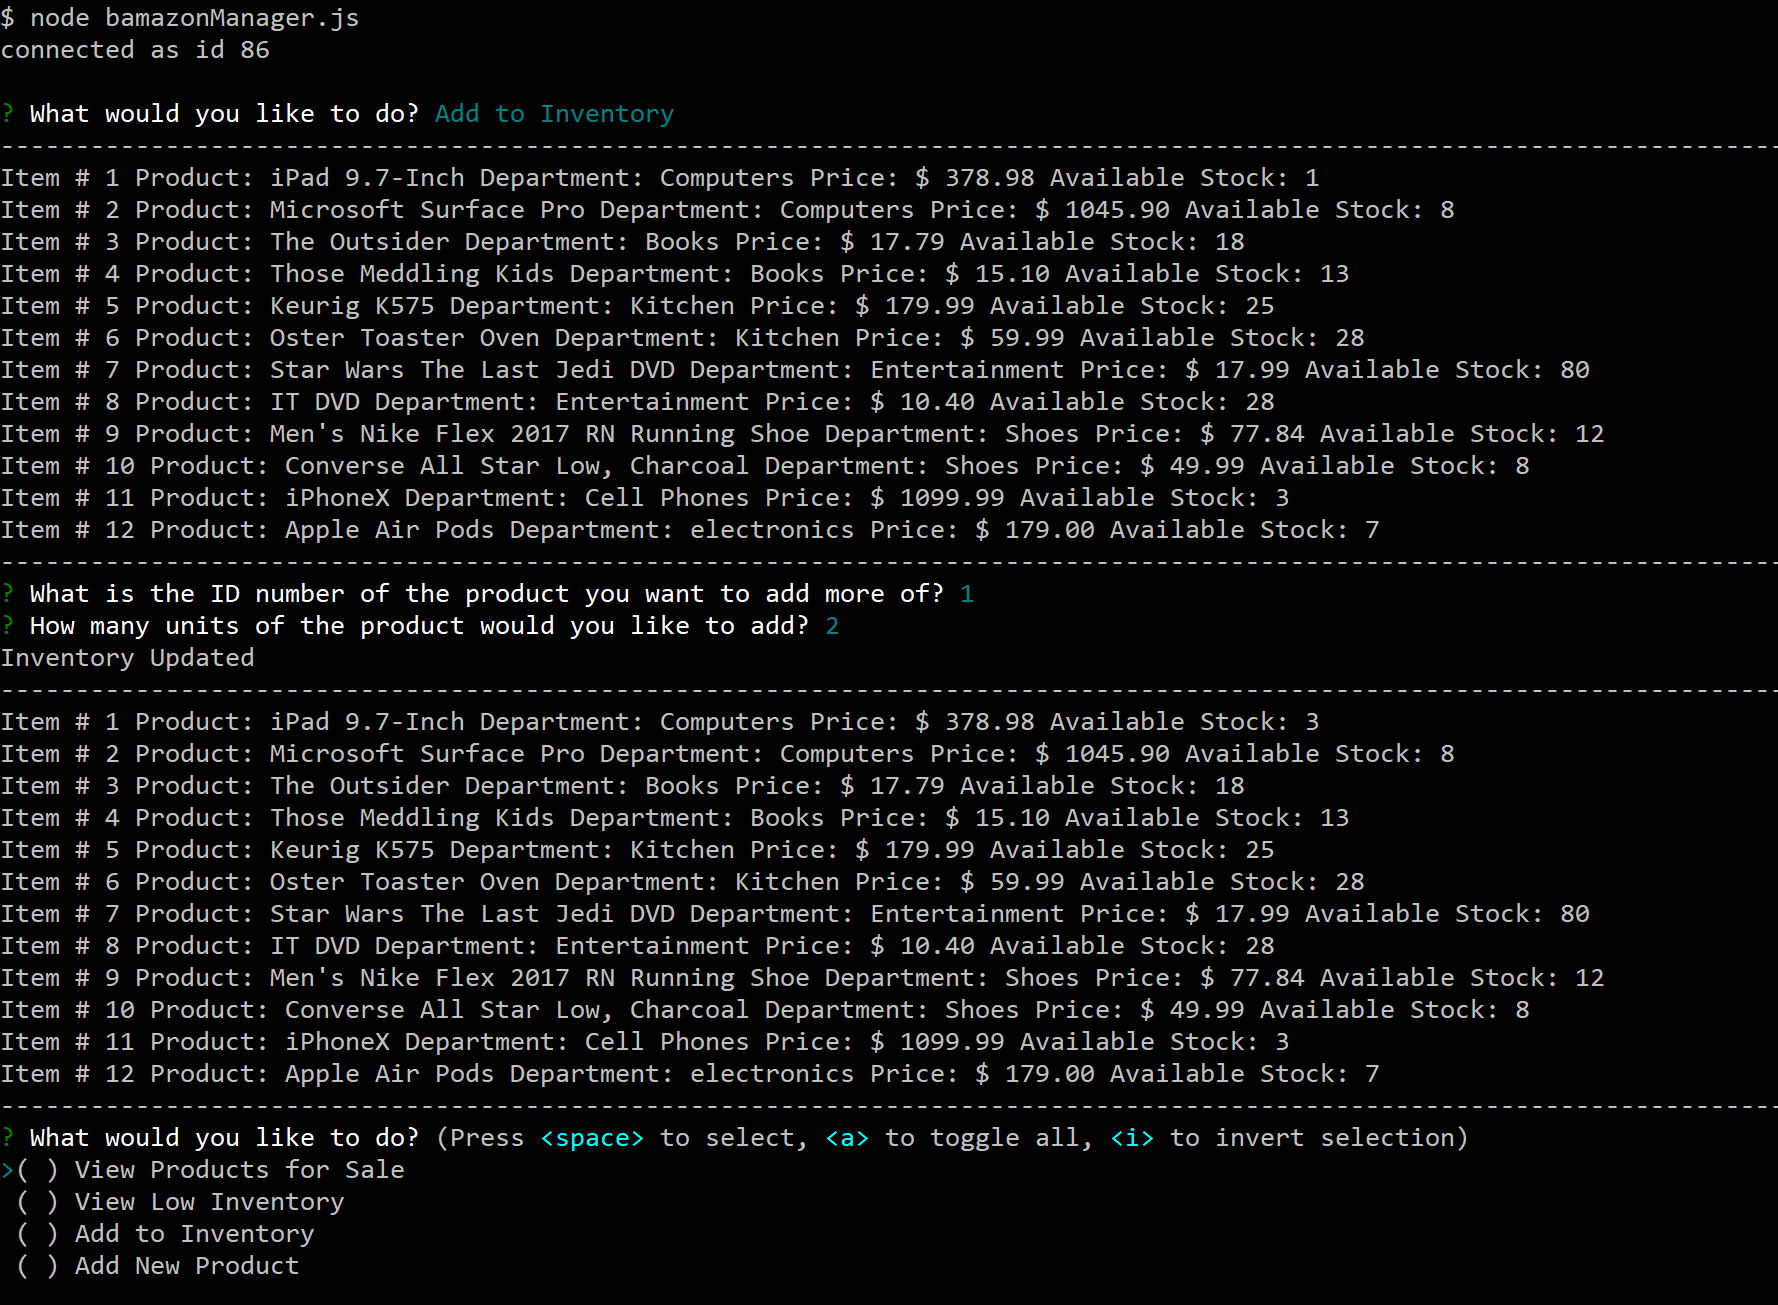 $ node bamazonManager.js
connected as id 86
? What would you like to do? Add to Inventory
-----------------------------------------------------------------------------------------------------------------------
Item # 1 Product: iPad 9.7-Inch Department: Computers Price: $ 378.98 Available Stock: 1
Item # 2 Product: Microsoft Surface Pro Department: Computers Price: $ 1045.90 Available Stock: 8
Item # 3 Product: The Outsider Department: Books Price: $ 17.79 Available Stock: 18
Item # 4 Product: Those Meddling Kids Department: Books Price: $ 15.10 Available Stock: 13
Item # 5 Product: Keurig K575 Department: Kitchen Price: $ 179.99 Available Stock: 25
Item # 6 Product: Oster Toaster Oven Department: Kitchen Price: $ 59.99 Available Stock: 28
Item # 7 Product: Star Wars The Last Jedi DVD Department: Entertainment Price: $ 17.99 Available Stock: 80
Item # 8 Product: IT DVD Department: Entertainment Price: $ 10.40 Available Stock: 28
Item # 9 Product: Men's Nike Flex 2017 RN Running Shoe Department: Shoes Price: $ 77.84 Available Stock: 12
Item # 10 Product: Converse All Star Low, Charcoal Department: Shoes Price: $ 49.99 Available Stock: 8
Item # 11 Product: iPhoneX Department: Cell Phones Price: $ 1099.99 Available Stock: 3
Item # 12 Product: Apple Air Pods Department: electronics Price: $ 179.00 Available Stock: 7
-----------------------------------------------------------------------------------------------------------------------
? What is the ID number of the product you want to add more of? 1
? How many units of the product would you like to add? 2
Inventory Updated
-----------------------------------------------------------------------------------------------------------------------
Item # 1 Product: iPad 9.7-Inch Department: Computers Price: $ 378.98 Available Stock: 3
Item # 2 Product: Microsoft Surface Pro Department: Computers Price: $ 1045.90 Available Stock: 8
Item # 3 Product: The Outsider Department: Books Price: $ 17.79 Available Stock: 18
Item # 4 Product: Those Meddling Kids Department: Books Price: $ 15.10 Available Stock: 13
Item # 5 Product: Keurig K575 Department: Kitchen Price: $ 179.99 Available Stock: 25
Item # 6 Product: Oster Toaster Oven Department: Kitchen Price: $ 59.99 Available Stock: 28
Item # 7 Product: Star Wars The Last Jedi DVD Department: Entertainment Price: $ 17.99 Available Stock: 80
Item # 8 Product: IT DVD Department: Entertainment Price: $ 10.40 Available Stock: 28
Item # 9 Product: Men's Nike Flex 2017 RN Running Shoe Department: Shoes Price: $ 77.84 Available Stock: 12
Item # 10 Product: Converse All Star Low, Charcoal Department: Shoes Price: $ 49.99 Available Stock: 8
Item # 11 Product: iPhoneX Department: Cell Phones Price: $ 1099.99 Available Stock: 3
Item # 12 Product: Apple Air Pods Department: electronics Price: $ 179.00 Available Stock: 7
-----------------------------------------------------------------------------------------------------------------------
? What would you like to do? (Press <space> to select, <a> to toggle all, <i> to invert selection)
>( ) View Products for Sale
( ) View Low Inventory
( ) Add to Inventory
( ) Add New Product